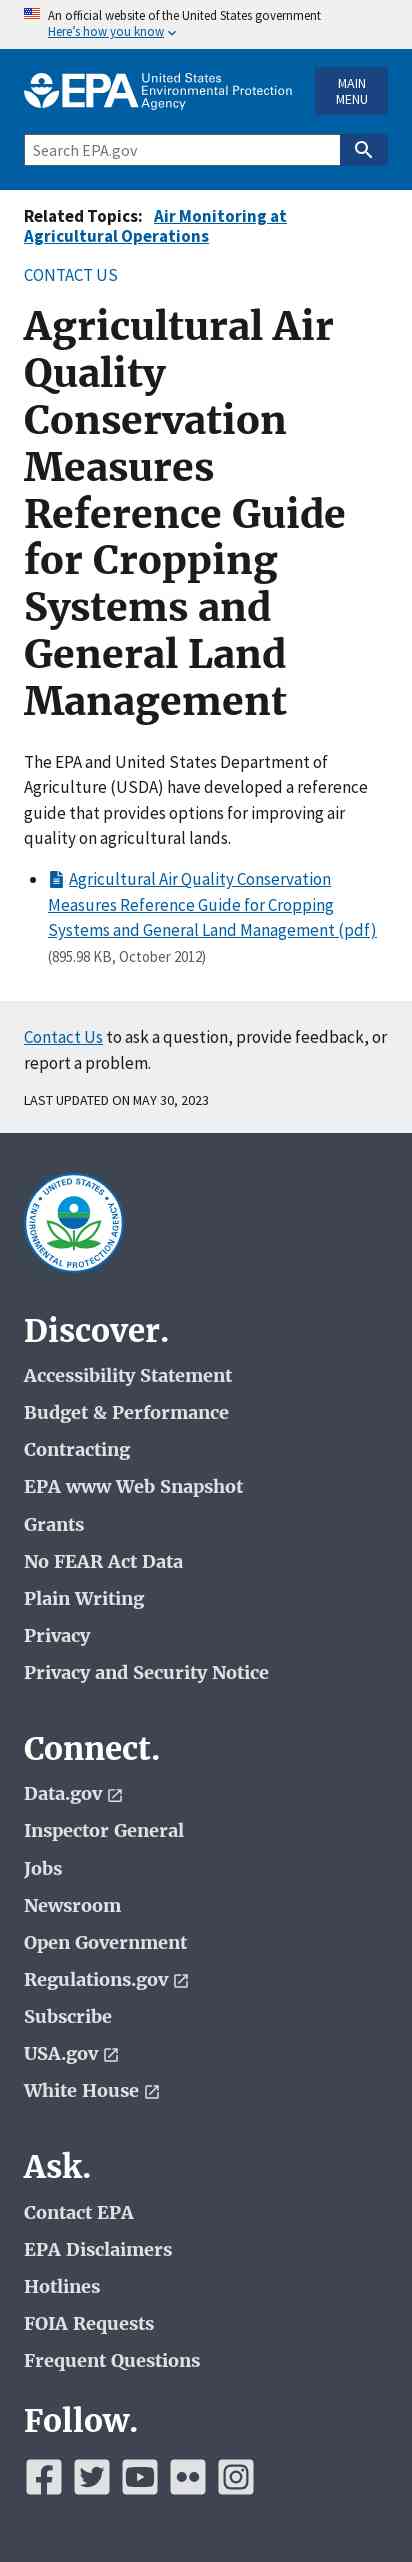 An official website of the United States government
Here's how you know
EPA United States
Environmental Protection
Agency
MAIN
MENU
Search EPA.gov
Related Topics: Air Monitoring at
Agricultural Operations
CONTACT US
Agricultural Air
Quality
Conservation
Measures
Reference Guide
for Cropping
Systems and
General Land
Management
The EPA and United States Department of
Agriculture (USDA) have developed a reference
guide that provides options for improving air
quality on agricultural lands.
Agricultural Air Quality Conservation
Measures Reference Guide for Cropping
Systems and General Land Management (pdf)
(895.98 KB, October 2012)
Contact Us to ask a question, provide feedback, or
report a problem.
LAST UPDATED ON MAY 30, 2023
UNITED STATES
ENVIRONMENTAL PROTECTION AGENCY
Discover.
Accessibility Statement
Budget & Performance
Contracting
EPA www Web Snapshot
Grants
No FEAR Act Data
Plain Writing
Privacy
Privacy and Security Notice
Connect.
Data.gov
Inspector General
Jobs
Newsroom
Open Government
Regulations.gov
Subscribe
USA.gov
White House
Ask.
Contact EPA
EPA Disclaimers
Hotlines
FOIA Requests
Frequent Questions
Follow.